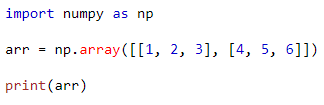 import numpy as np
arr = np.array([[1, 2, 3], [4, 5, 6]])
print(arr)